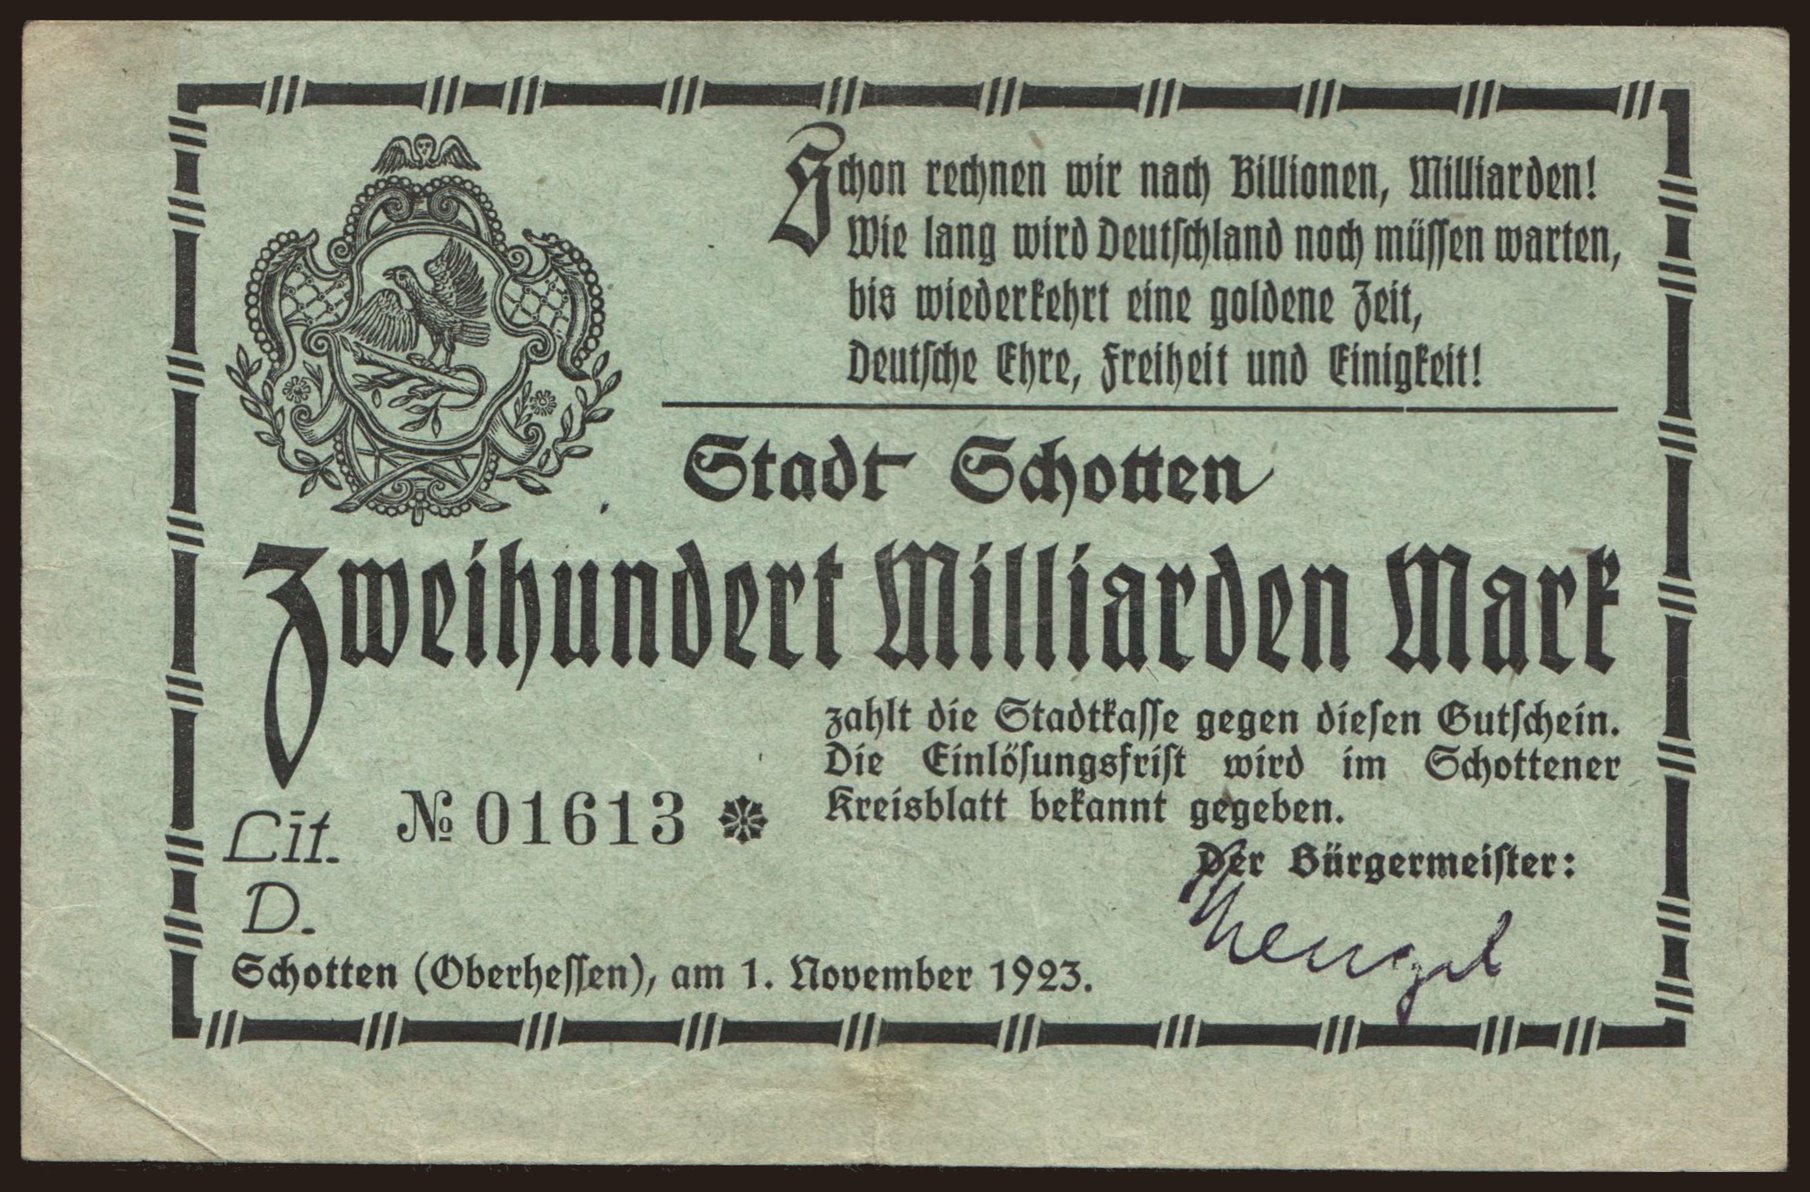 Schon rechnen wir nach Billionen, Milliarden!
Wie lang wird Deutschland noch müssen warten,
bis wiederkehrt eine goldene Zeit,
Deutsche Ehre, Freiheit und Einigkeit!
Stadt Schotten
Zweihundert Milliarden Mark
zahlt die Stadtkasse gegen diesen Gutschein.
Die Einlösungsfrist wird im Schottener
Kreisblatt bekannt gegeben.
Lit. № 01613
D.
Der Bürgermeister:
Mengel
Schotten (Oberhessen), am 1. November 1923.